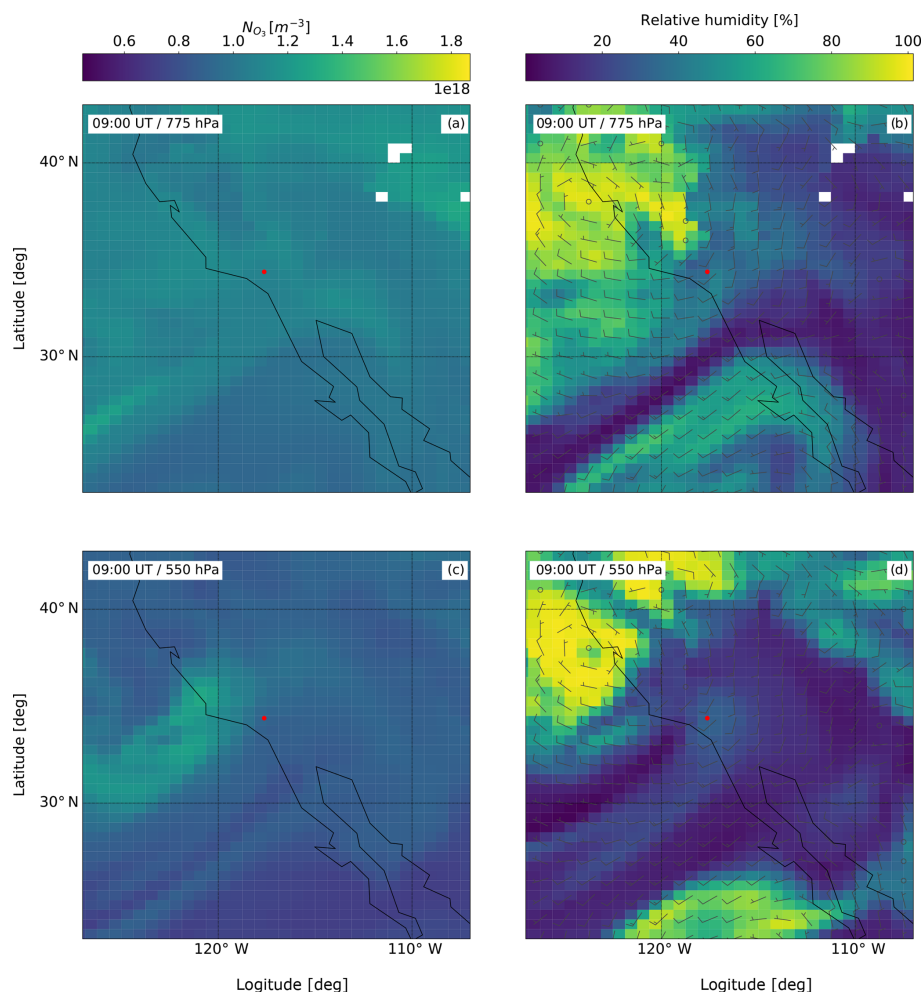 N_{O_3} [m^{-3}]
0.6 0.8 1.0 1.2 1.4 1.6 1.8
1e18
Relative humidity [%]
20 40 60 80 100
09:00 UT / 775 hPa (a)
09:00 UT / 775 hPa (b)
40° N
30° N
Latitude [deg]
09:00 UT / 550 hPa (c)
09:00 UT / 550 hPa (d)
40° N
30° N
Latitude [deg]
120° W 110° W
120° W 110° W
Logitude [deg]
Logitude [deg]